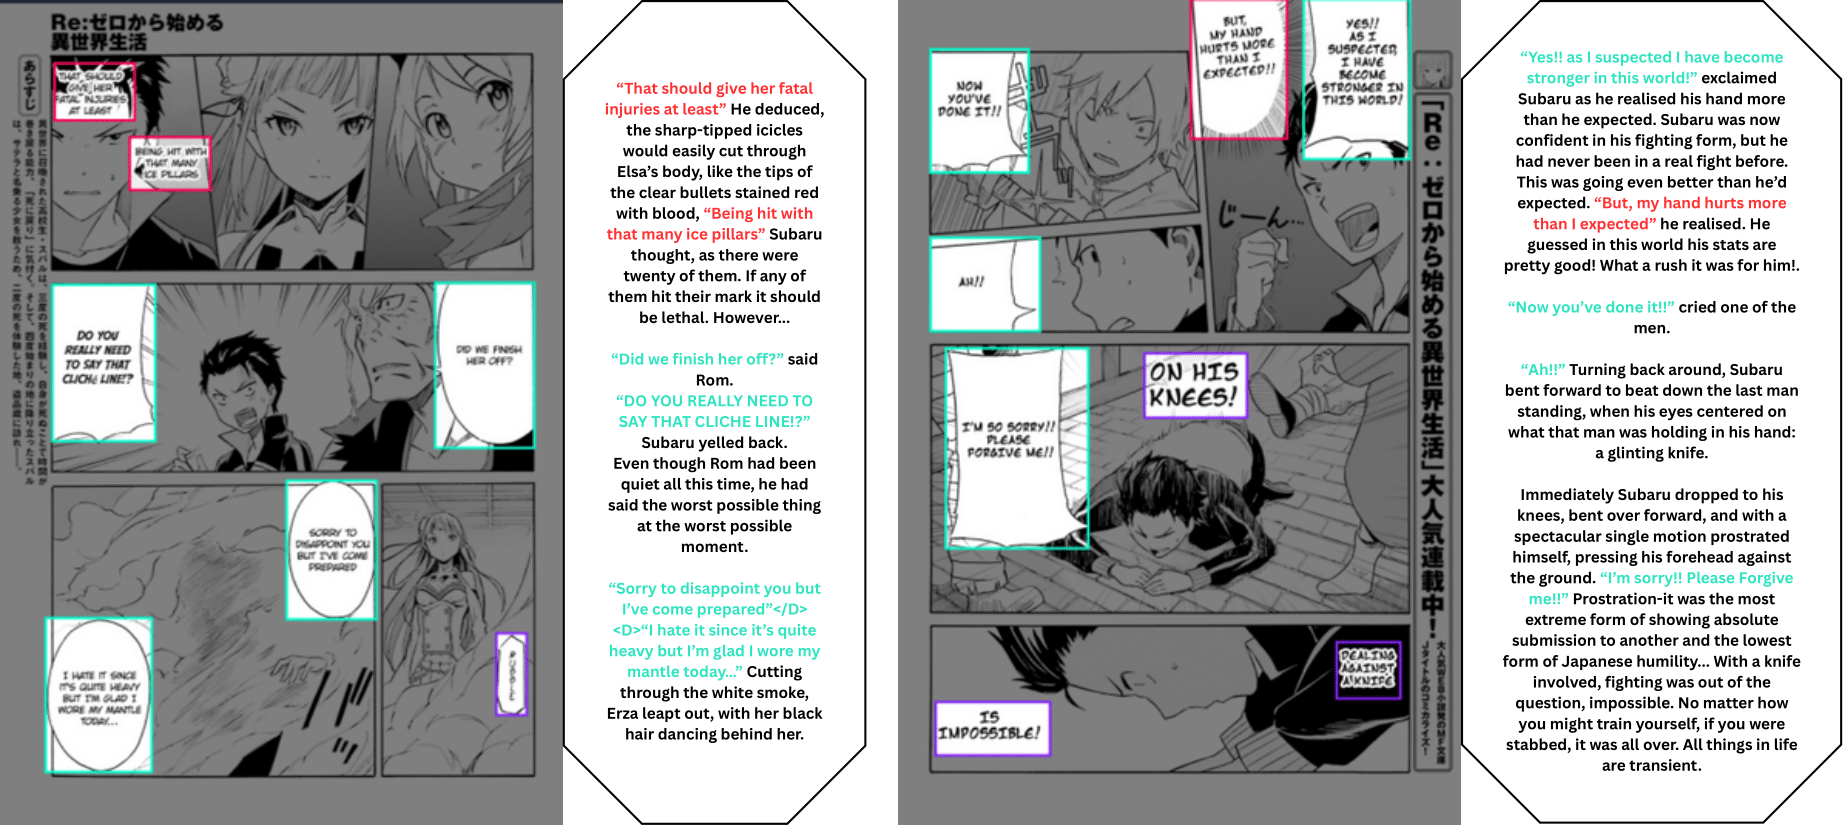 Re:ゼロから始める
異世界生活
あらすじ
THAT SHOULD
GIVE HER
FATAL INJURIES
AT LEAST
BEING HIT WITH
THAT MANY
ICE PILLARS
DO YOU
REALLY NEED
TO SAY THAT
CLICHé LINE!?
DID WE FINISH
HER OFF?
SORRY TO
DISAPPOINT YOU
BUT I'VE COME
PREPARED
I HATE IT SINCE
IT'S QUITE HEAVY
BUT I'M GLAD I
WORE MY MANTLE
TODAY...
“That should give her fatal
injuries at least” He deduced,
the sharp-tipped icicles
would easily cut through
Elsa’s body, like the tips of
the clear bullets stained red
with blood, “Being hit with
that many ice pillars” Subaru
thought, as there were
twenty of them. If any of
them hit their mark it should
be lethal. However...
“Did we finish her off?” said
Rom.
“DO YOU REALLY NEED TO
SAY THAT CLICHE LINE!?”
Subaru yelled back.
Even though Rom had been
quiet all this time, he had
said the worst possible thing
at the worst possible
moment.
“Sorry to disappoint you but
I’ve come prepared”</D>
<D>“I hate it since it’s quite
heavy but I’m glad I wore my
mantle today...” Cutting
through the white smoke,
Erza leapt out, with her black
hair dancing behind her.
YES!!
AS I
SUSPECTED,
I HAVE
BECOME
STRONGER IN
THIS WORLD!
BUT,
MY HAND
HURTS MORE
THAN I
EXPECTED!!
NOW
YOU'VE
DONE IT!!
じーん…
AH!!
ON HIS
KNEES!
I'M SO SORRY!!
PLEASE
FORGIVE ME!!
DEALING
AGAINST
A KNIFE
IS
IMPOSSIBLE!
「Re:ゼロから始める異世界生活」大人気連載中!
“Yes!! as I suspected I have become
stronger in this world!” exclaimed
Subaru as he realised his hand more
than he expected. Subaru was now
confident in his fighting form, but he
had never been in a real fight before.
This was going even better than he’d
expected. “But, my hand hurts more
than I expected” he realised. He
guessed in this world his stats are
pretty good! What a rush it was for him!.
“Now you’ve done it!!” cried one of the
men.
“Ah!!” Turning back around, Subaru
bent forward to beat down the last man
standing, when his eyes centered on
what that man was holding in his hand:
a glinting knife.
Immediately Subaru dropped to his
knees, bent over forward, and with a
spectacular single motion prostrated
himself, pressing his forehead against
the ground. “I’m sorry!! Please Forgive
me!!” Prostration-it was the most
extreme form of showing absolute
submission to another and the lowest
form of Japanese humility... With a knife
involved, fighting was out of the
question, impossible. No matter how
you might train yourself, if you were
stabbed, it was all over. All things in life
are transient.